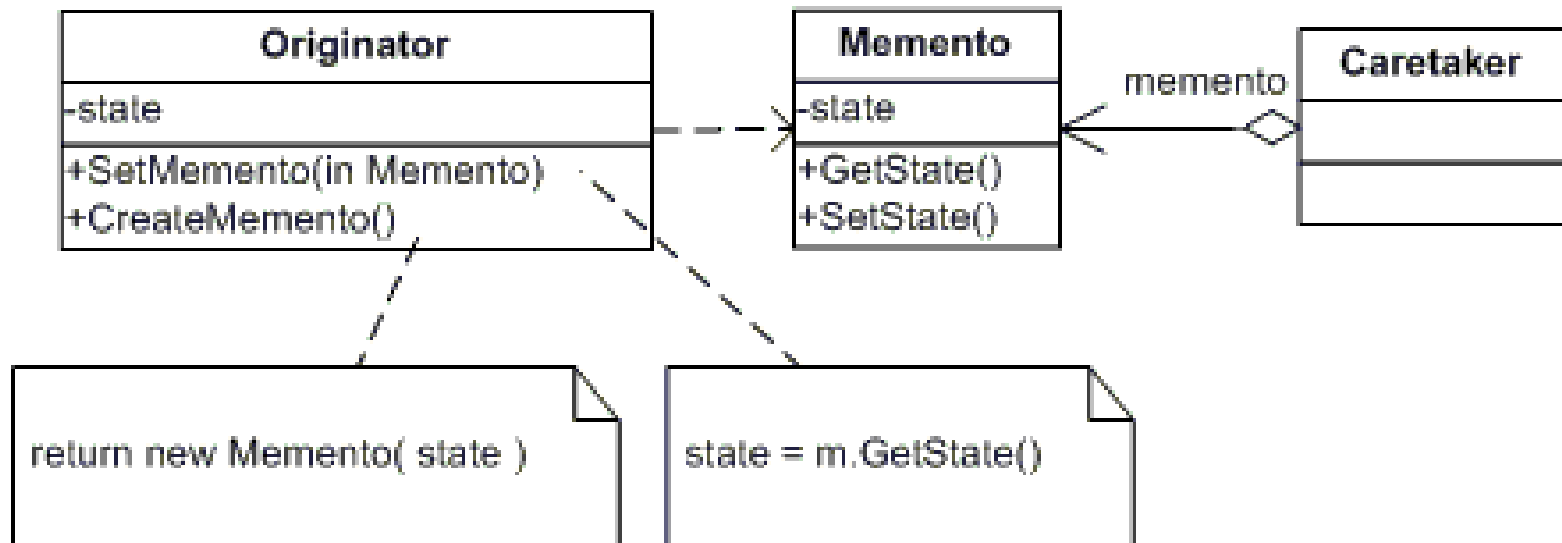 Originator
-state
+SetMemento(in Memento)
+CreateMemento()
Memento
-state
+GetState()
+SetState()
memento
Caretaker
return new Memento( state )
state = m.GetState()